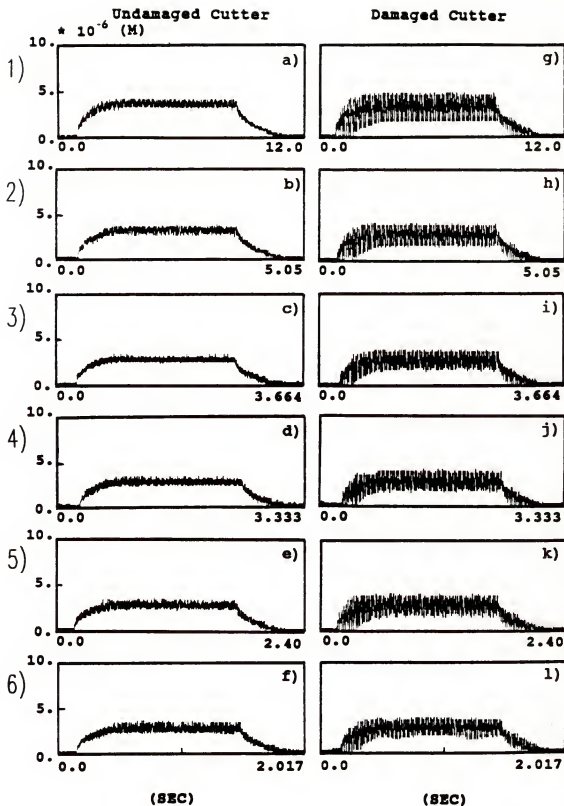 Undamaged Cutter Damaged Cutter
* 10^-6 (M)
1) 10. 5. 0. a) 0.0 12.0 g) 0.0 12.0
2) 10. 5. 0. b) 0.0 5.05 h) 0.0 5.05
3) 10. 5. 0. c) 0.0 3.664 i) 0.0 3.664
4) 10. 5. 0. d) 0.0 3.333 j) 0.0 3.333
5) 10. 5. 0. e) 0.0 2.40 k) 0.0 2.40
6) 10. 5. 0. f) 0.0 2.017 l) 0.0 2.017
(SEC) (SEC)